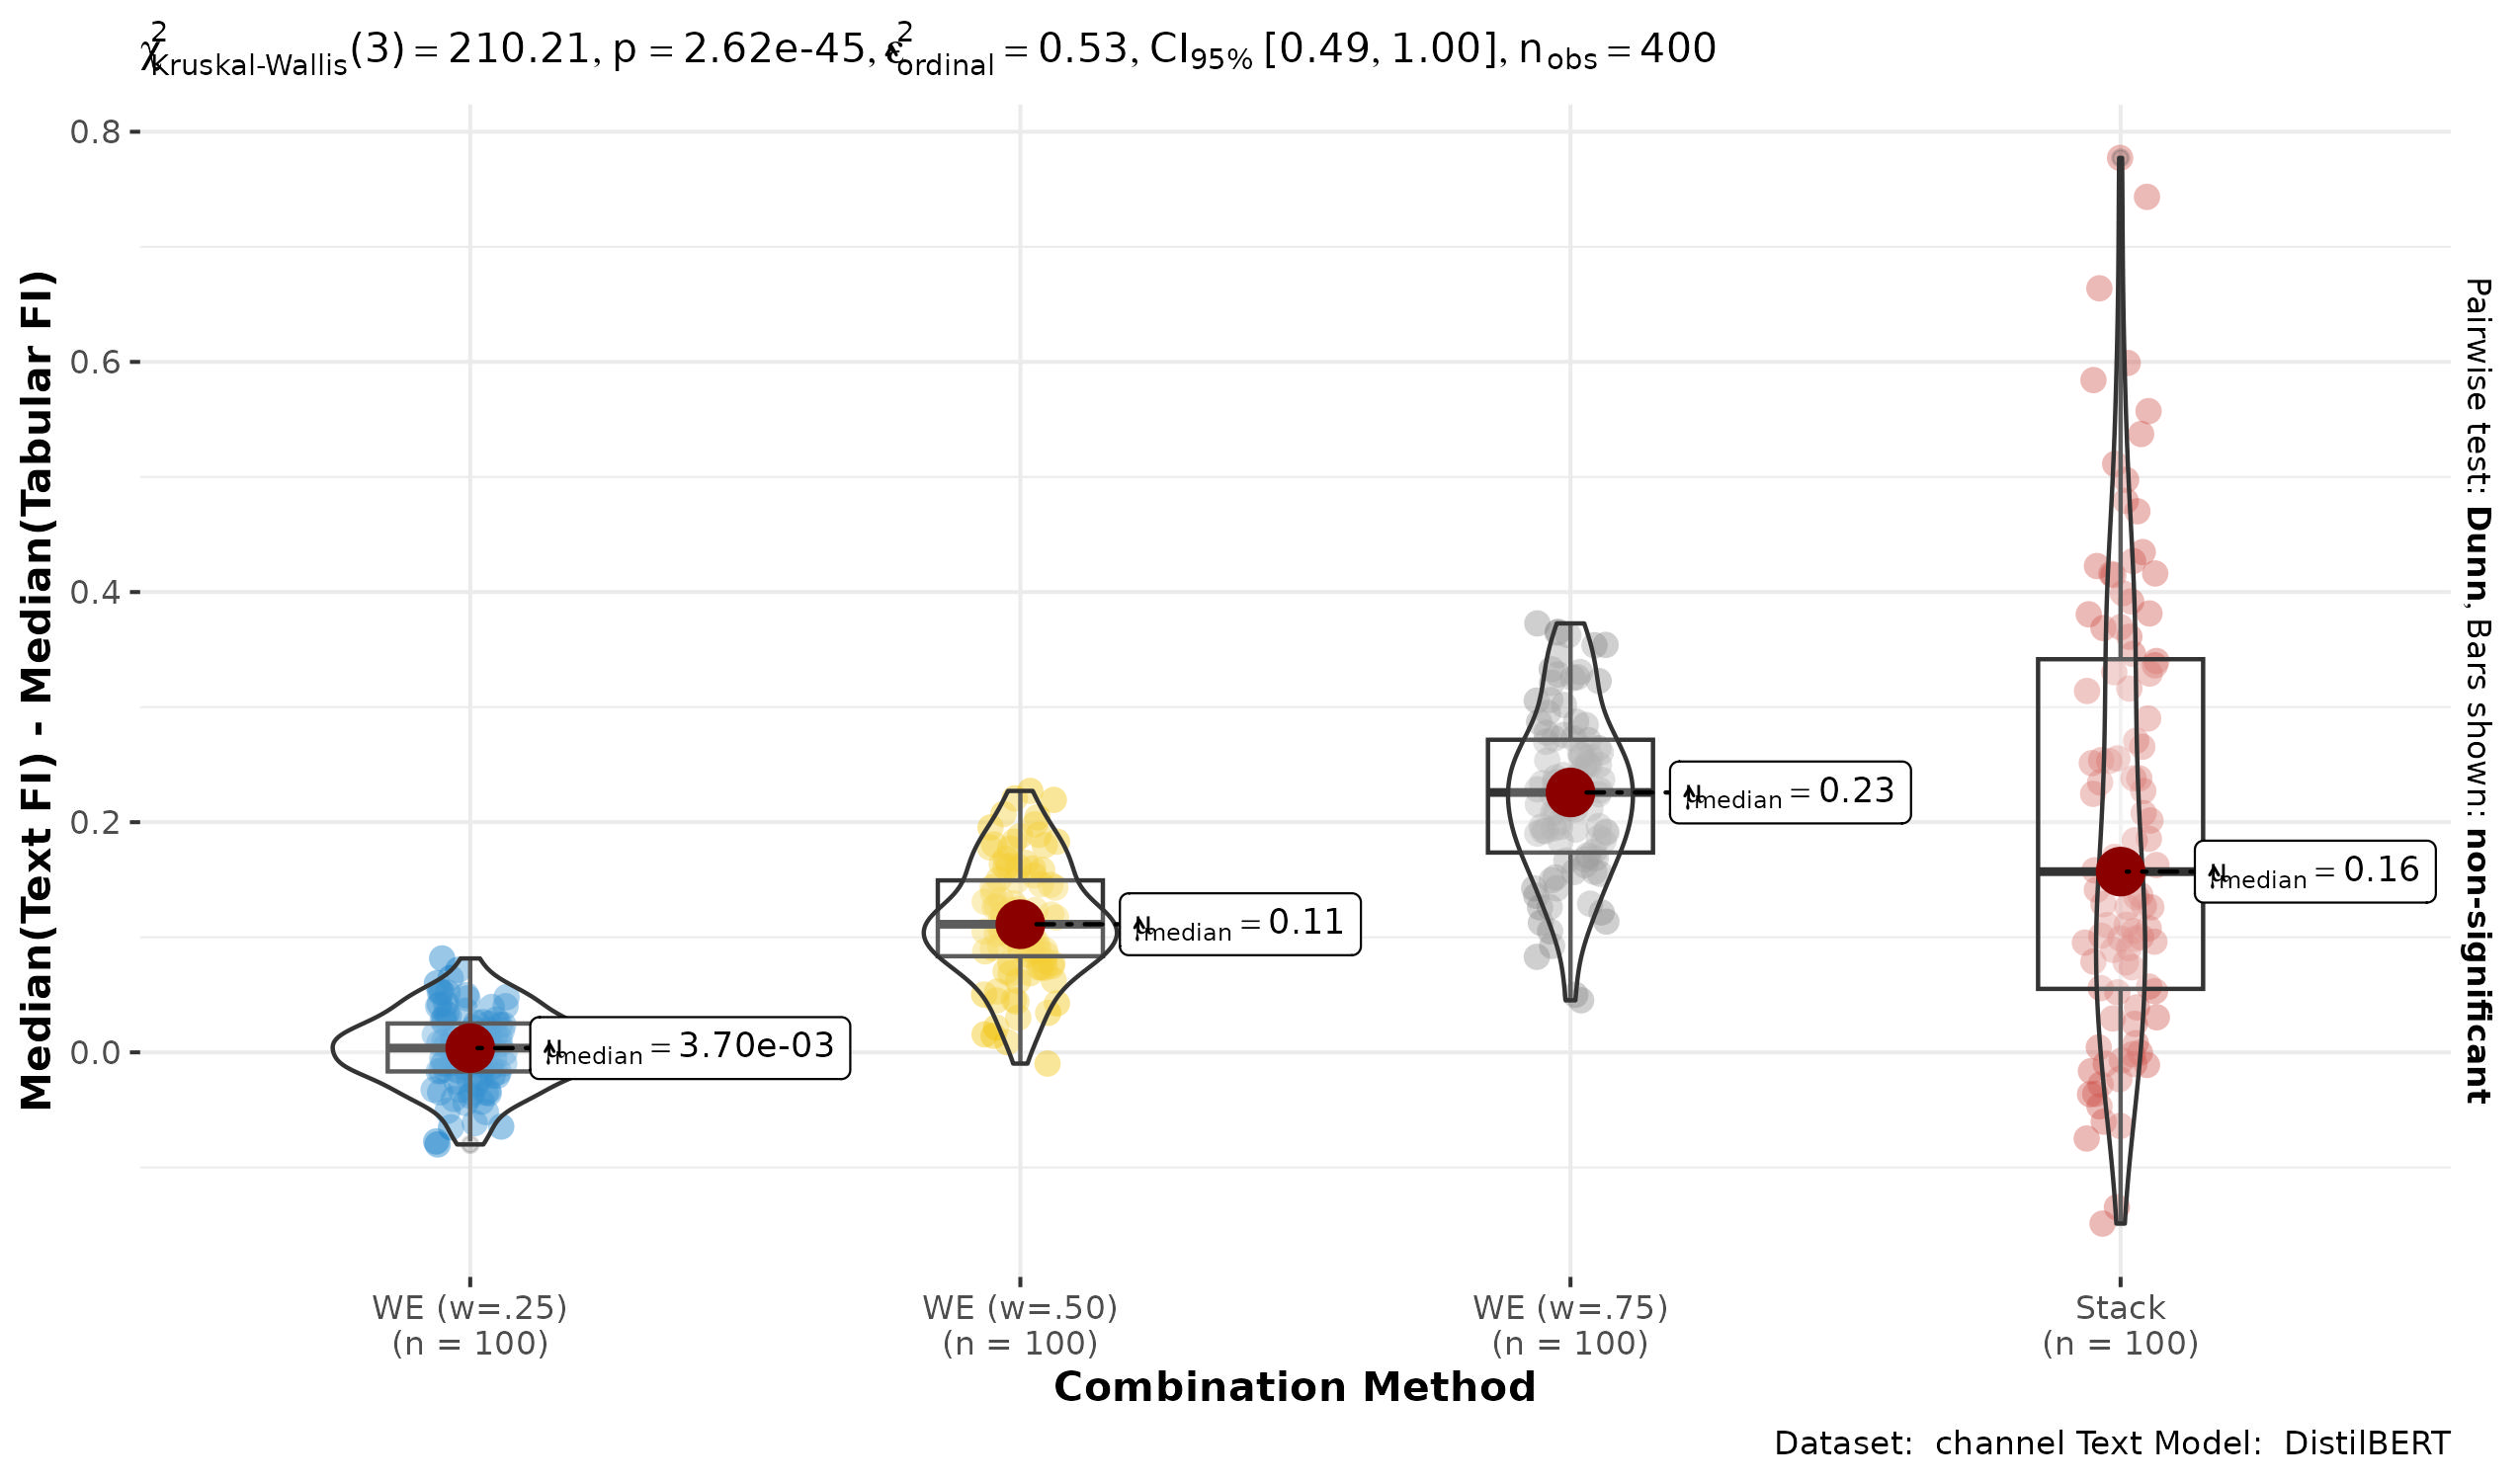 χ²Kruskal-Wallis(3) = 210.21, p = 2.62e-45, ε²ordinal = 0.53, CI95% [0.49, 1.00], nobs = 400
Median(Text FI) - Median(Tabular FI)
0.8
0.6
0.4
0.2
0.0
μ̂median = 3.70e-03
μ̂median = 0.11
μ̂median = 0.23
μ̂median = 0.16
Pairwise test: Dunn, Bars shown: non-significant
WE (w=.25)
(n = 100)
WE (w=.50)
(n = 100)
WE (w=.75)
(n = 100)
Stack
(n = 100)
Combination Method
Dataset:  channel Text Model:  DistilBERT